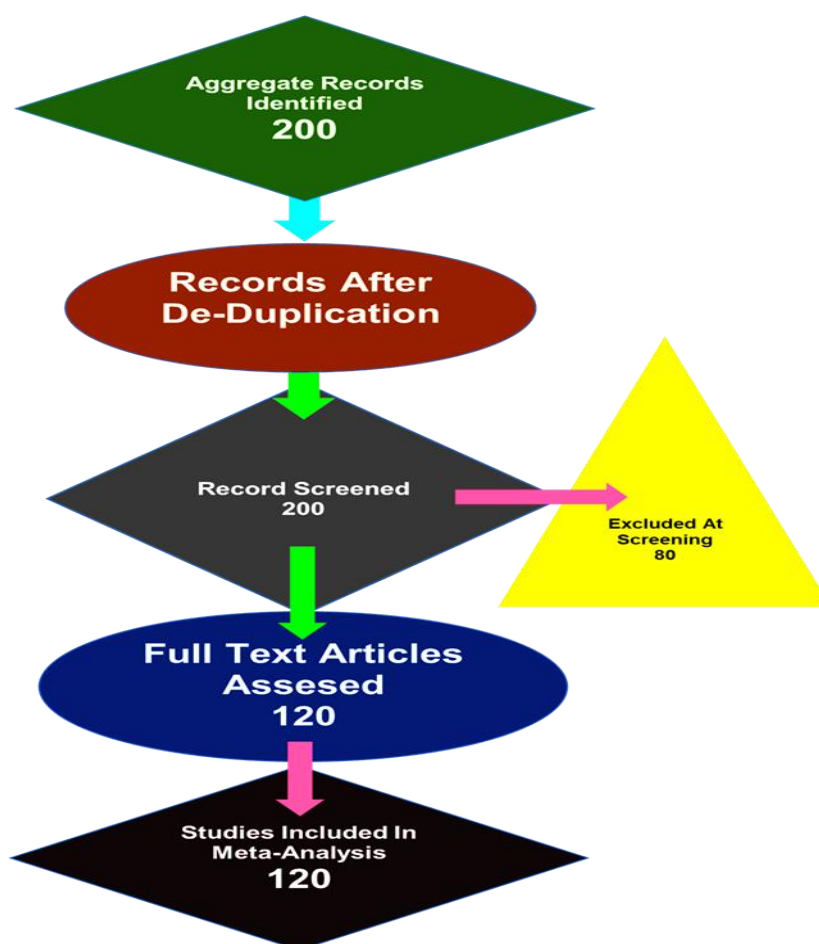 Aggregate Records
Identified
200
Records After
De-Duplication
Record Screened
200
Excluded At
Screening
80
Full Text Articles
Assesed
120
Studies Included In
Meta-Analysis
120